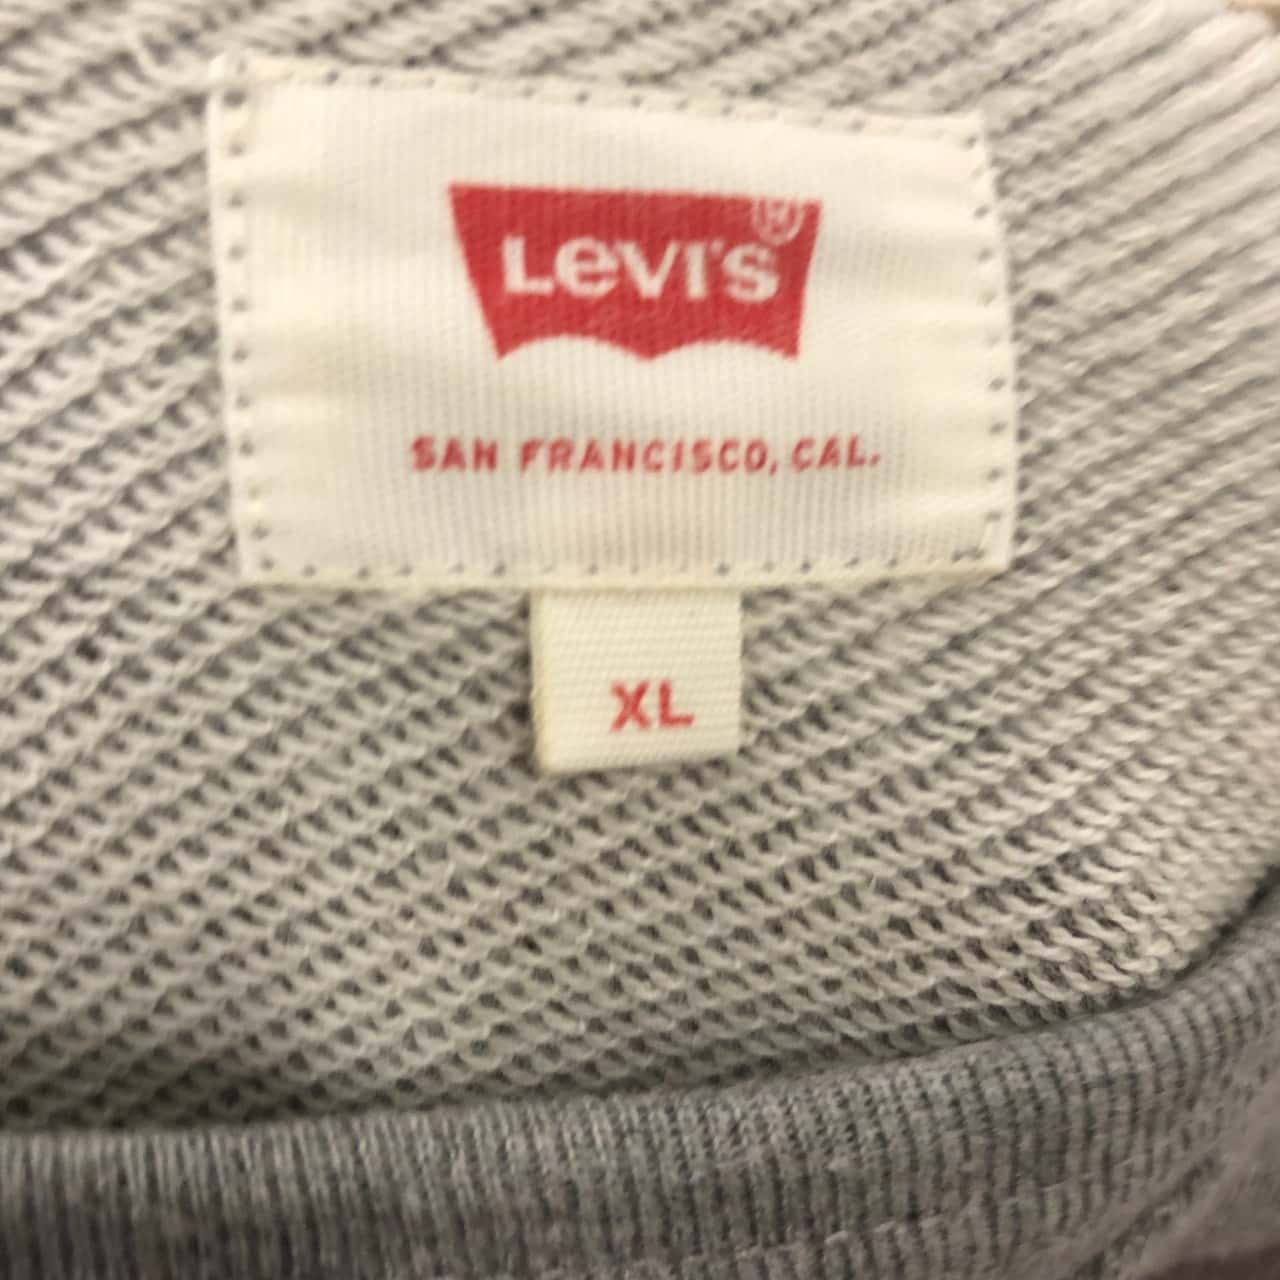 Levi's®
SAN FRANCISCO, CAL.
XL